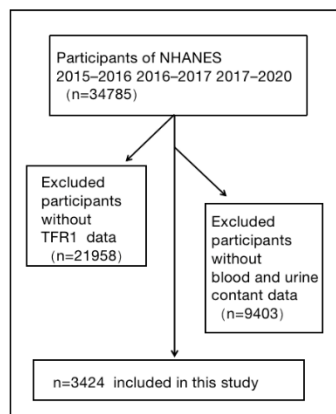 Participants of NHANES
2015–2016 2016–2017 2017–2020
(n=34785)
Excluded
participants
without
TFR1 data
(n=21958)
Excluded
participants
without
blood and urine
contant data
(n=9403)
n=3424 included in this study